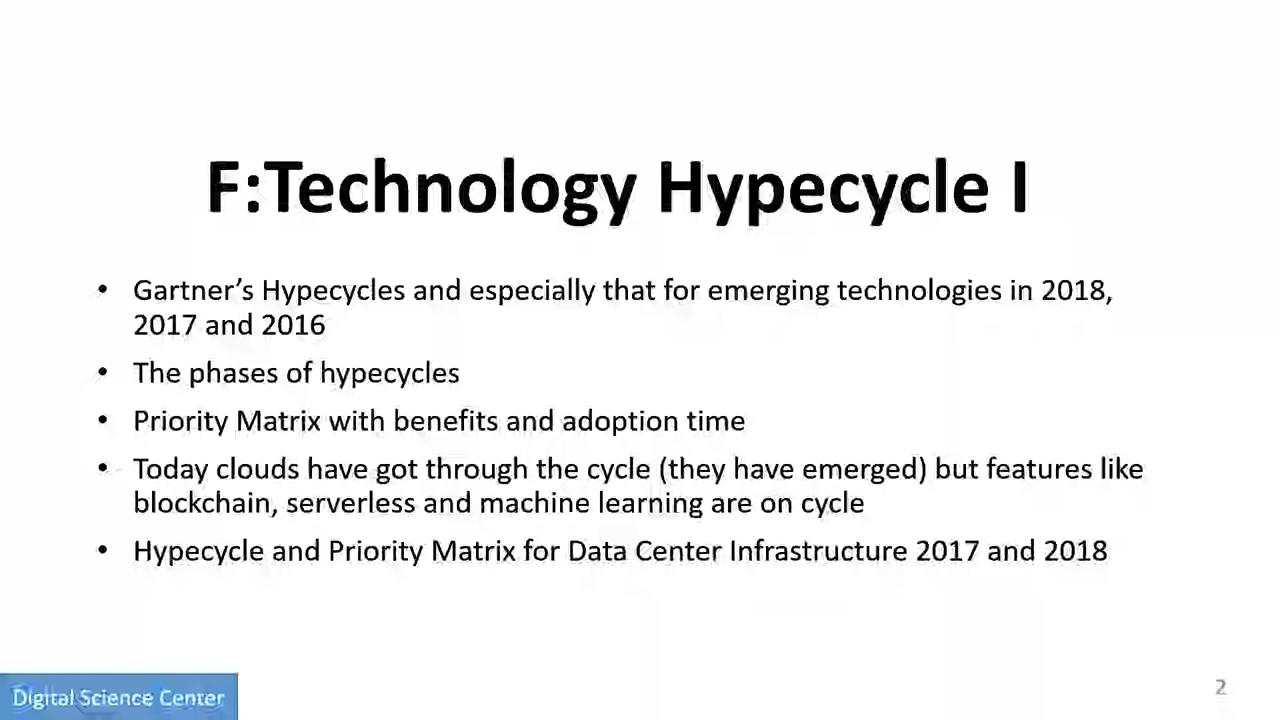 F:Technology Hypecycle I
• Gartner’s Hypecycles and especially that for emerging technologies in 2018,
2017 and 2016
• The phases of hypecycles
• Priority Matrix with benefits and adoption time
• Today clouds have got through the cycle (they have emerged) but features like
blockchain, serverless and machine learning are on cycle
• Hypecycle and Priority Matrix for Data Center Infrastructure 2017 and 2018
Digital Science Center
2